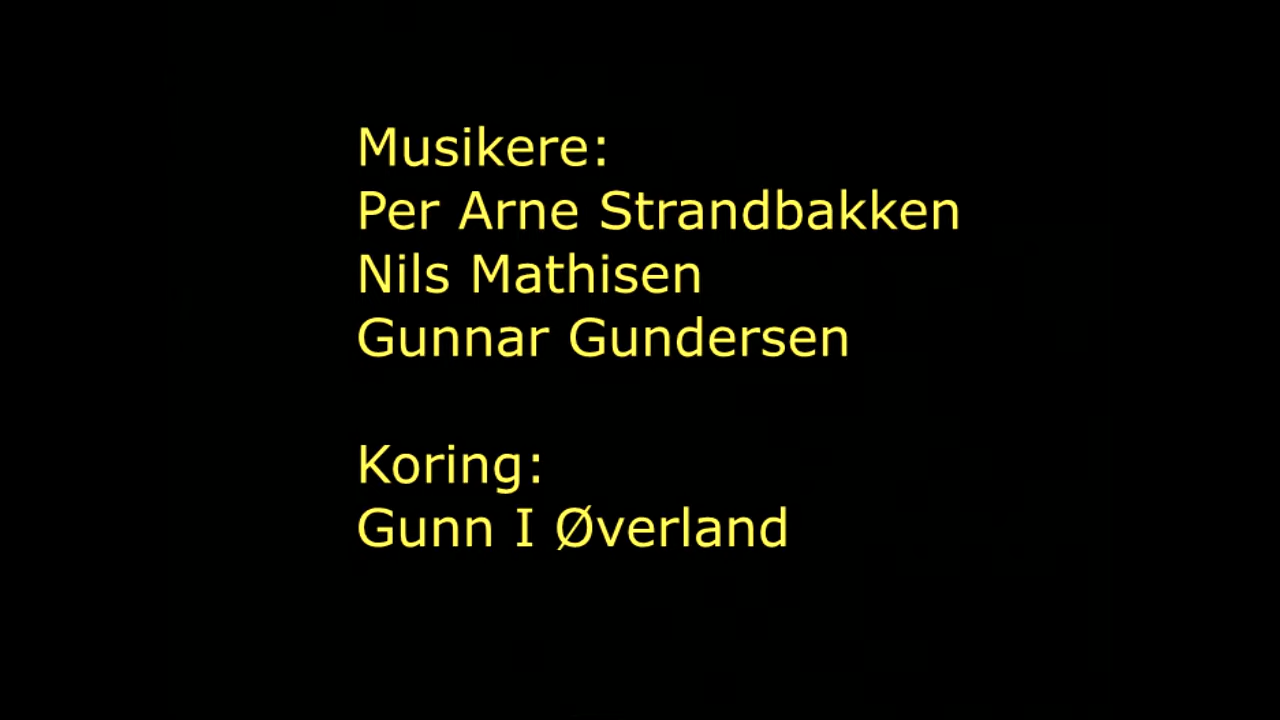 Musikere:
Per Arne Strandbakken
Nils Mathisen
Gunnar Gundersen
Koring:
Gunn I Øverland